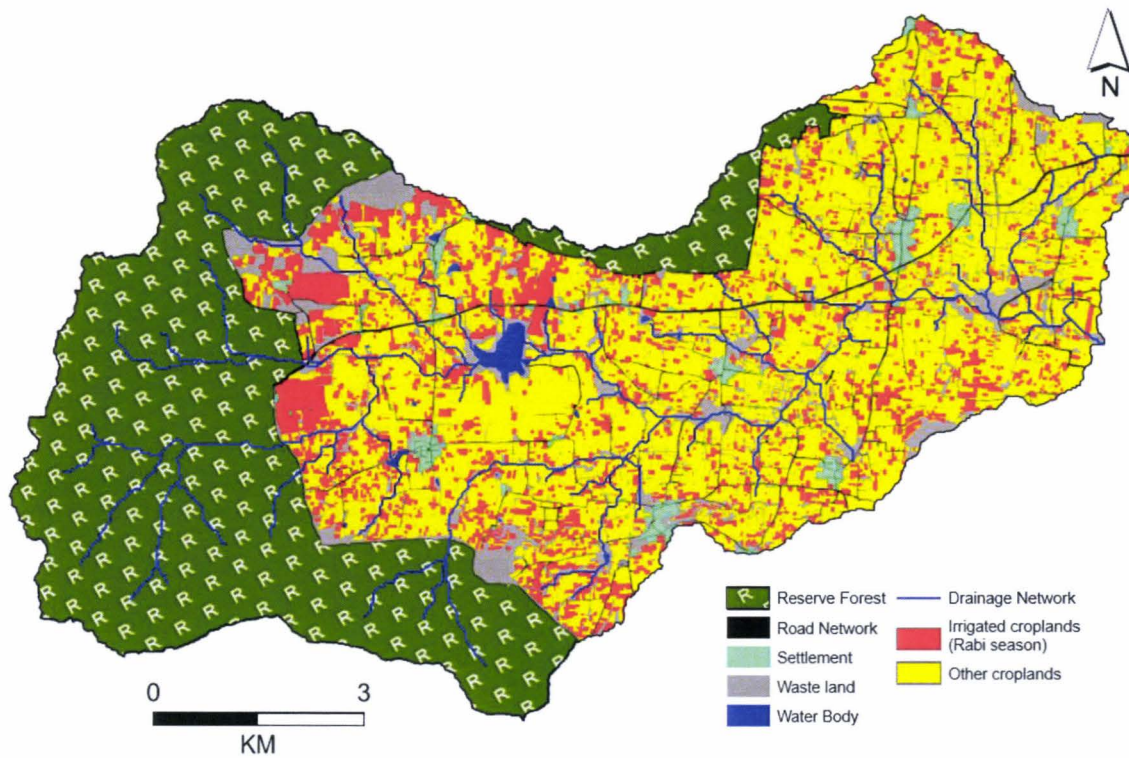 N
Reserve Forest
Road Network
Settlement
Waste land
Water Body
Drainage Network
Irrigated croplands
(Rabi season)
Other croplands
0 3
KM